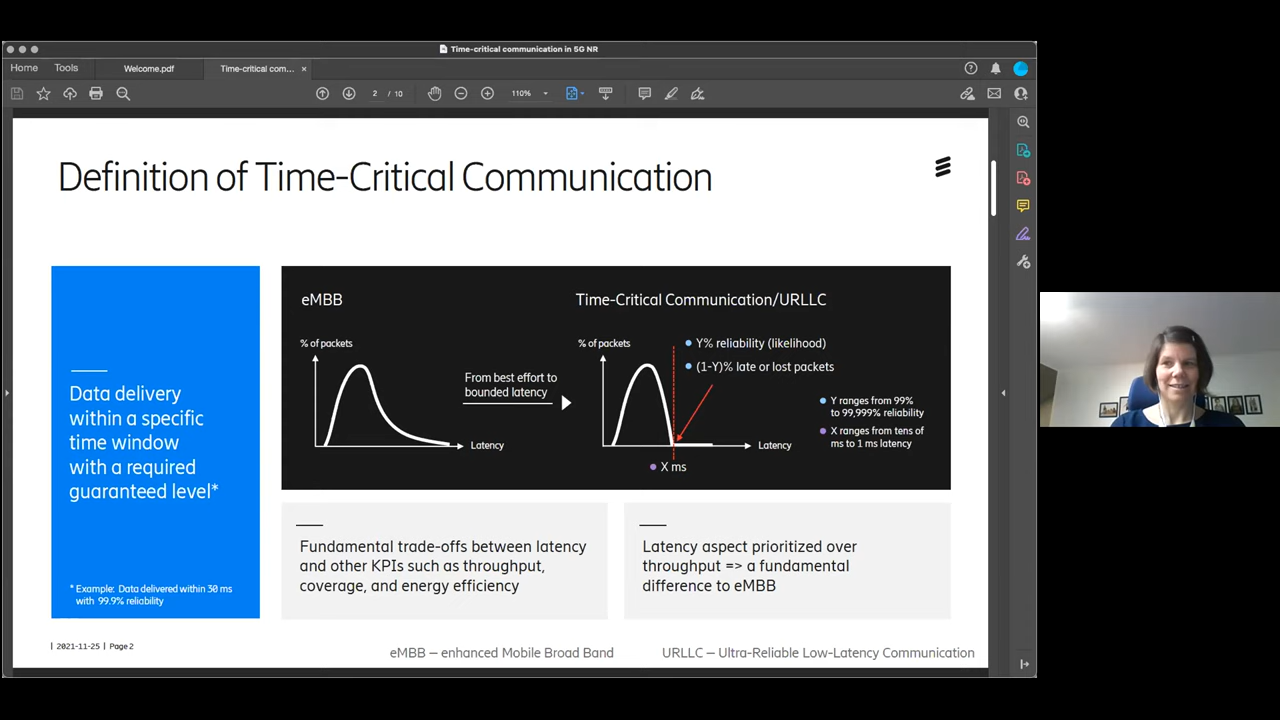 Time-critical communication in 5G NR
Home
Tools
Welcome.pdf
Time-critical com...
2 / 10
110%
Definition of Time-Critical Communication
Data delivery
within a specific
time window
with a required
guaranteed level*
* Example: Data delivered within 30 ms
with 99.9% reliability
eMBB
% of packets
Latency
From best effort to
bounded latency
Time-Critical Communication/URLLC
% of packets
Y% reliability (likelihood)
(1-Y)% late or lost packets
Latency
X ms
Y ranges from 99%
to 99,999% reliability
X ranges from tens of
ms to 1 ms latency
Fundamental trade-offs between latency
and other KPIs such as throughput,
coverage, and energy efficiency
Latency aspect prioritized over
throughput => a fundamental
difference to eMBB
| 2021-11-25 | Page 2
eMBB – enhanced Mobile Broad Band
URLLC – Ultra-Reliable Low-Latency Communication